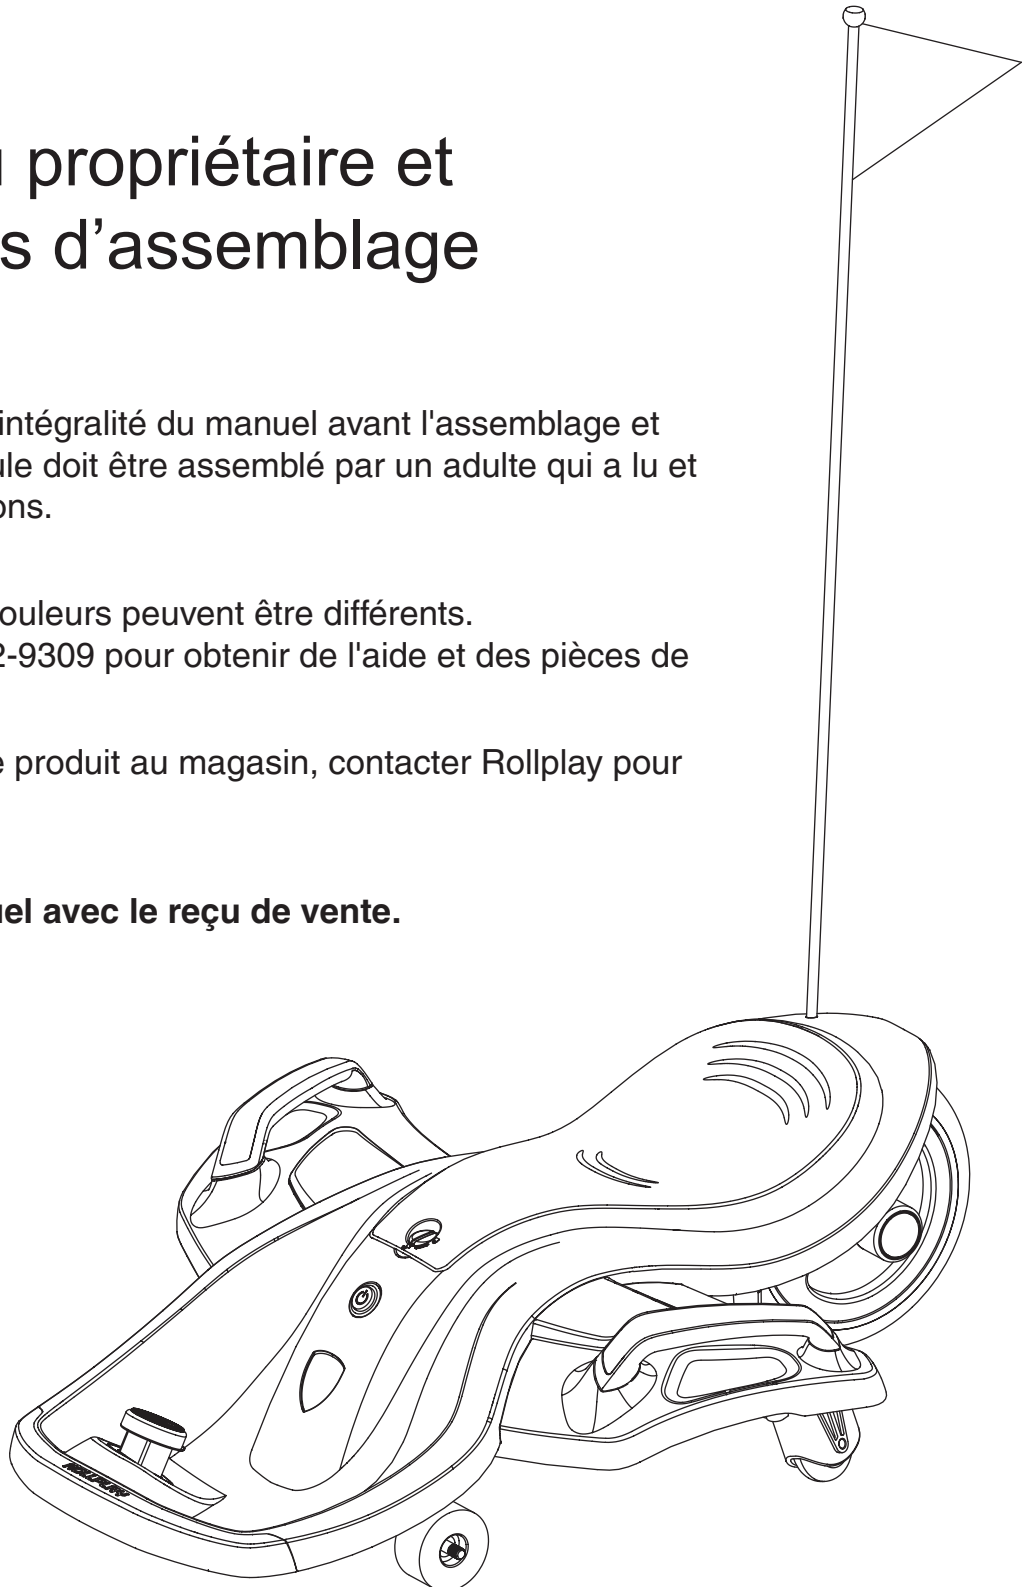 u propriétaire et
s d’assemblage
intégralité du manuel avant l'assemblage et
ule doit être assemblé par un adulte qui a lu et
ons.
ouleurs peuvent être différents.
2-9309 pour obtenir de l'aide et des pièces de
e produit au magasin, contacter Rollplay pour
uel avec le reçu de vente.
ROLLPLAY